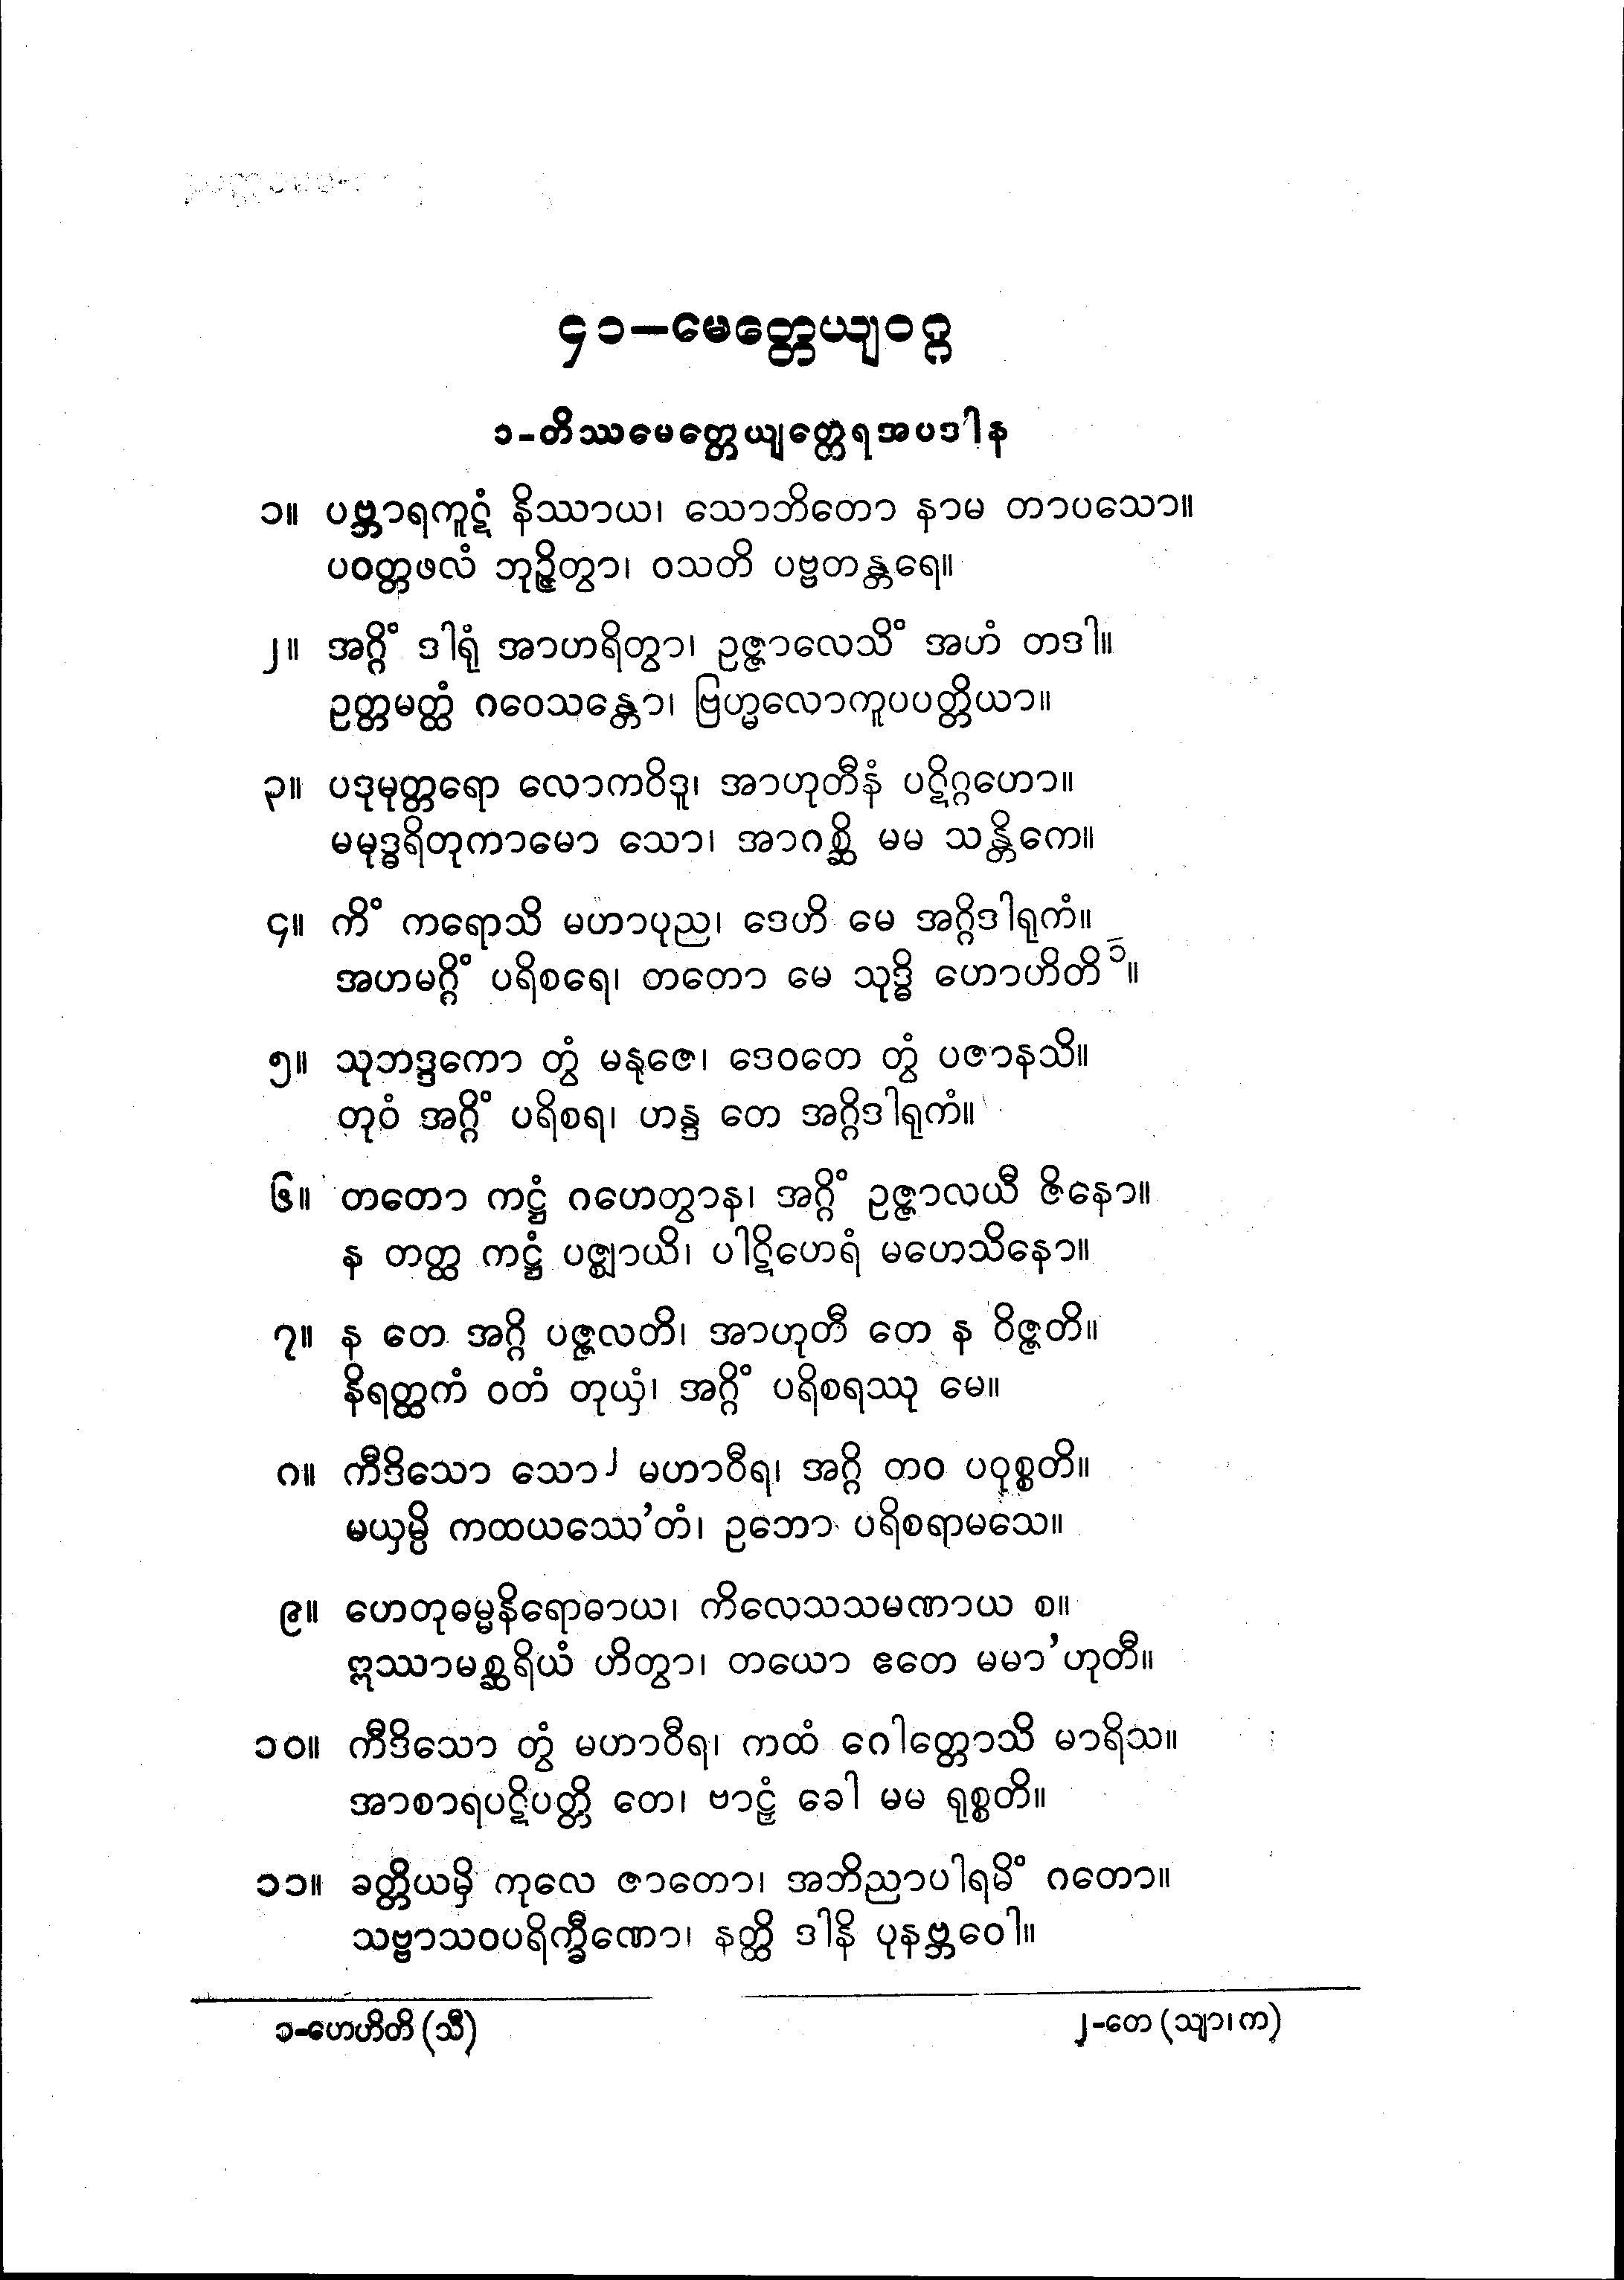 ၄၁–မေတ္တေယျဝဂ္ဂ
၁-တိဿမေတ္တေယျတ္ထေရအပဒါန
၁။ ပဗ္ဘာရကူဋံ နိဿာယ၊ သောဘိတော နာမ တာပသော။
ပဝတ္တဖလံ ဘုဉ္ဇိတွာ၊ ဝသတိ ပဗ္ဗတန္တရေ။
၂။ အဂ္ဂိံ ဒါရုံ အာဟရိတွာ၊ ဥဇ္ဇာလေသိံ အဟံ တဒါ။
ဥတ္တမတ္ထံ ဂဝေသန္တော၊ ဗြဟ္မလောကူပပတ္တိယာ။
၃။ ပဒုမုတ္တရော လောကဝိဒူ၊ အာဟုတီနံ ပဋိဂ္ဂဟော။
မမုဒ္ဓရိတုကာမော သော၊ အာဂစ္ဆိ မမ သန္တိကေ။
၄။ ကိံ ကရောသိ မဟာပုည၊ ဒေဟိ မေ အဂ္ဂိဒါရုကံ။
အဟမဂ္ဂိံ ပရိစရေ၊ တတော မေ သုဒ္ဓိ ဟောဟိတိ ၁။
၅။ သုဘဒ္ဒကော တွံ မနုဇေ၊ ဒေဝတေ တွံ ပဇာနသိ။
တုဝံ အဂ္ဂိံ ပရိစရ၊ ဟန္ဒ တေ အဂ္ဂိဒါရုကံ။
၆။ တတော ကဋ္ဌံ ဂဟေတွာန၊ အဂ္ဂိံ ဥဇ္ဇာလယီ ဇိနော။
န တတ္ထ ကဋ္ဌံ ပဇ္ဈာယိ၊ ပါဋိဟေရံ မဟေသိနော။
၇။ န တေ အဂ္ဂိ ပဇ္ဇလတိ၊ အာဟုတီ တေ န ဝိဇ္ဇတိ။
နိရတ္ထကံ ဝတံ တုယှံ၊ အဂ္ဂိံ ပရိစရဿု မေ။
၈။ ကီဒိသော သော၂ မဟာဝီရ၊ အဂ္ဂိ တဝ ပဝုစ္စတိ။
မယှမ္ပိ ကထယဿေ’တံ၊ ဥဘော ပရိစရာမသေ။
၉။ ဟေတုဓမ္မနိရောဓာယ၊ ကိလေသသမဏာယ စ။
ဣဿာမစ္ဆရိယံ ဟိတွာ၊ တယော ဧတေ မမာ’ဟုတီ။
၁၀။ ကီဒိသော တွံ မဟာဝီရ၊ ကထံ ဂေါတ္တောသိ မာရိသ။
အာစာရပဋိပတ္တိ တေ၊ ဗာဠှံ ခေါ မမ ရုစ္စတိ။
၁၁။ ခတ္တိယမှိ ကုလေ ဇာတော၊ အဘိညာပါရမိံ ဂတော။
သဗ္ဗာသဝပရိက္ခီဏော၊ နတ္ထိ ဒါနိ ပုနဗ္ဘဝေါ။
၁-ဟေဟိတိ (သီ)
၂-တေ (သျာ၊ က)